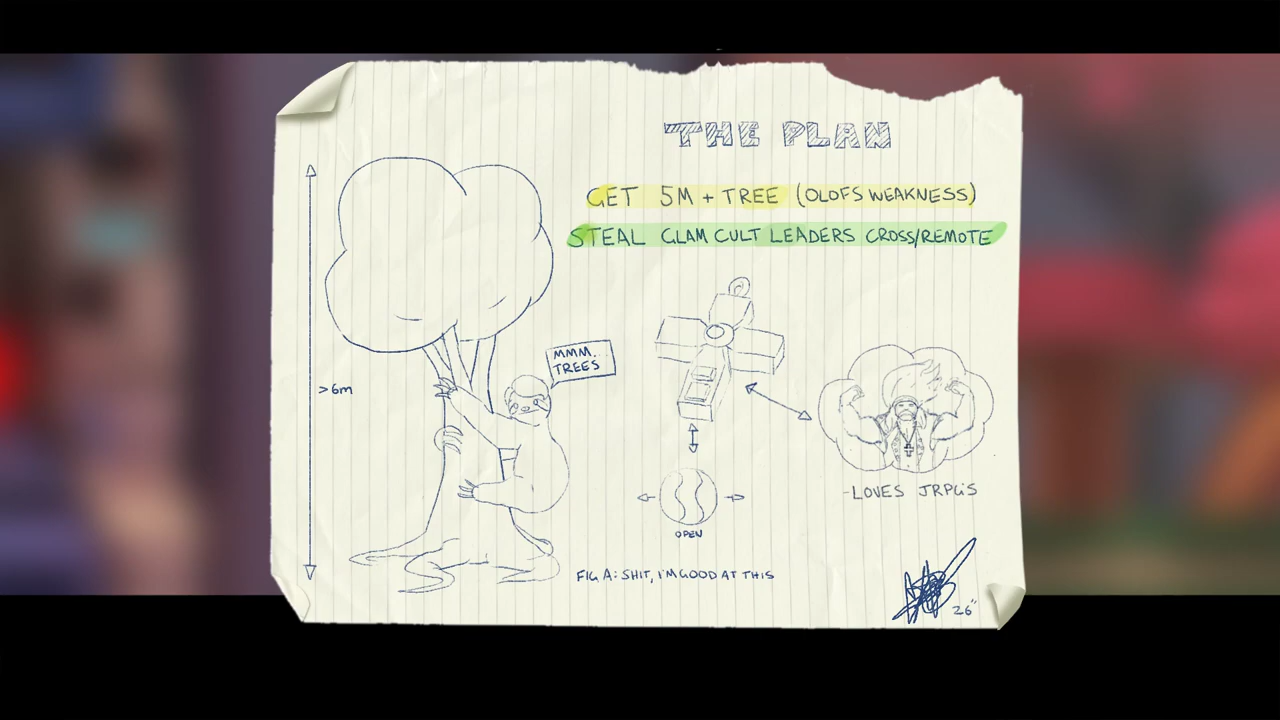 THE PLAN
GET 5M + TREE (OLOFS WEAKNESS)
STEAL GLAM CULT LEADERS CROSS/REMOTE
MMM..
TREES
>6m
-LOVES JRPGS
OPEN
FIG A: SHIT, I'M GOOD AT THIS
26"